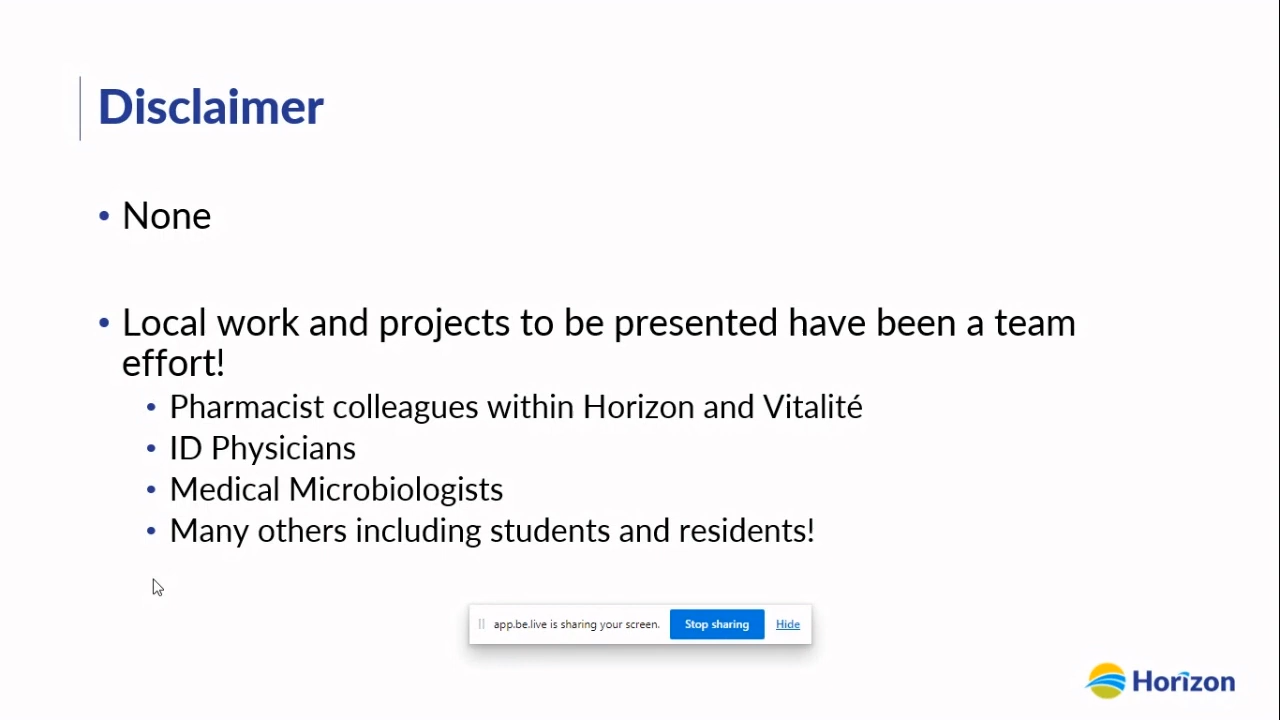 Disclaimer
• None
• Local work and projects to be presented have been a team
effort!
• Pharmacist colleagues within Horizon and Vitalité
• ID Physicians
• Medical Microbiologists
• Many others including students and residents!
app.be.live is sharing your screen. Stop sharing Hide
Horizon